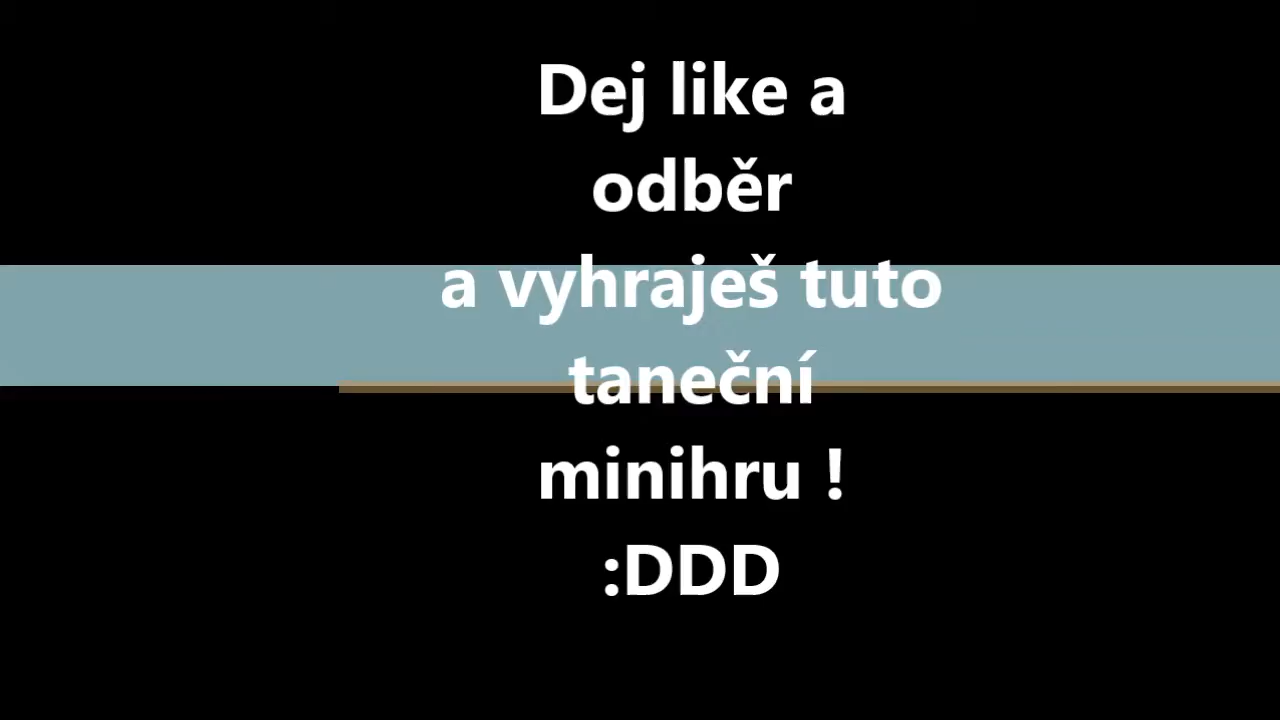 Dej like a
odběr
a vyhraješ tuto
taneční
minihru !
:DDD